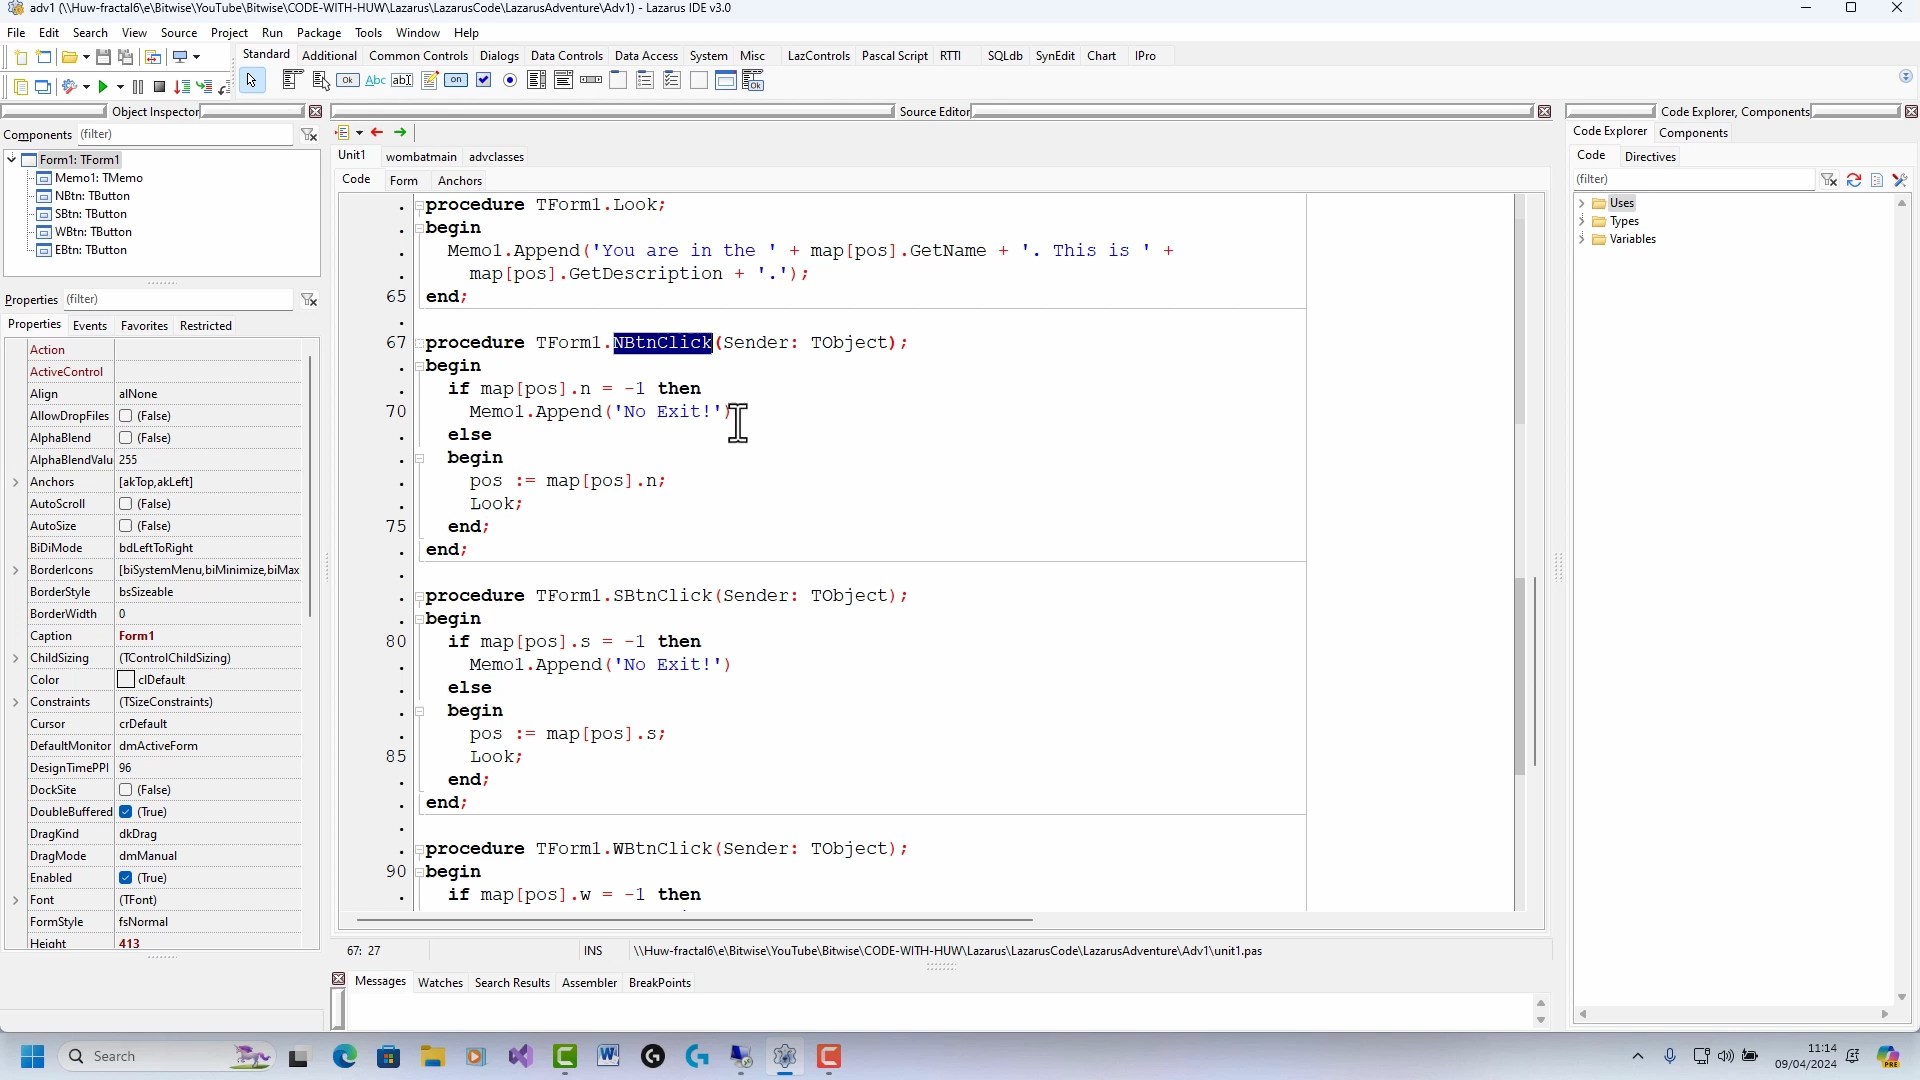 adv1 (\\Huw-fractal6\e\Bitwise\YouTube\Bitwise\CODE-WITH-HUW\Lazarus\LazarusCode\LazarusAdventure\Adv1) - Lazarus IDE v3.0
File Edit Search View Source Project Run Package Tools Window Help
Standard Additional Common Controls Dialogs Data Controls Data Access System Misc LazControls Pascal Script RTTI SQLdb SynEdit Chart IPro
Ok Abc abI on Ok
Object Inspector
Source Editor
Code Explorer, Components
Components (filter)
Form1: TForm1
Memo1: TMemo
NBtn: TButton
SBtn: TButton
WBtn: TButton
EBtn: TButton
Properties (filter)
Properties Events Favorites Restricted
Action
ActiveControl
Align alNone
AllowDropFiles (False)
AlphaBlend (False)
AlphaBlendValu 255
Anchors [akTop,akLeft]
AutoScroll (False)
AutoSize (False)
BiDiMode bdLeftToRight
BorderIcons [biSystemMenu,biMinimize,biMax
BorderStyle bsSizeable
BorderWidth 0
Caption Form1
ChildSizing (TControlChildSizing)
Color clDefault
Constraints (TSizeConstraints)
Cursor crDefault
DefaultMonitor dmActiveForm
DesignTimePPI 96
DockSite (False)
DoubleBuffered (True)
DragKind dkDrag
DragMode dmManual
Enabled (True)
Font (TFont)
FormStyle fsNormal
Height 413
Unit1 wombatmain advclasses
Code Form Anchors
procedure TForm1.Look;
begin
Memo1.Append('You are in the ' + map[pos].GetName + '. This is ' +
map[pos].GetDescription + '.');
65 end;
67 procedure TForm1.NBtnClick(Sender: TObject);
begin
if map[pos].n = -1 then
70 Memo1.Append('No Exit!')
else
begin
pos := map[pos].n;
Look;
75 end;
end;
procedure TForm1.SBtnClick(Sender: TObject);
begin
80 if map[pos].s = -1 then
Memo1.Append('No Exit!')
else
begin
pos := map[pos].s;
85 Look;
end;
end;
procedure TForm1.WBtnClick(Sender: TObject);
90 begin
if map[pos].w = -1 then
67: 27 INS \\Huw-fractal6\e\Bitwise\YouTube\Bitwise\CODE-WITH-HUW\Lazarus\LazarusCode\LazarusAdventure\Adv1\unit1.pas
Messages Watches Search Results Assembler BreakPoints
Code Explorer Components
Code Directives
(filter)
Uses
Types
Variables
Search
11:14
09/04/2024
PRE